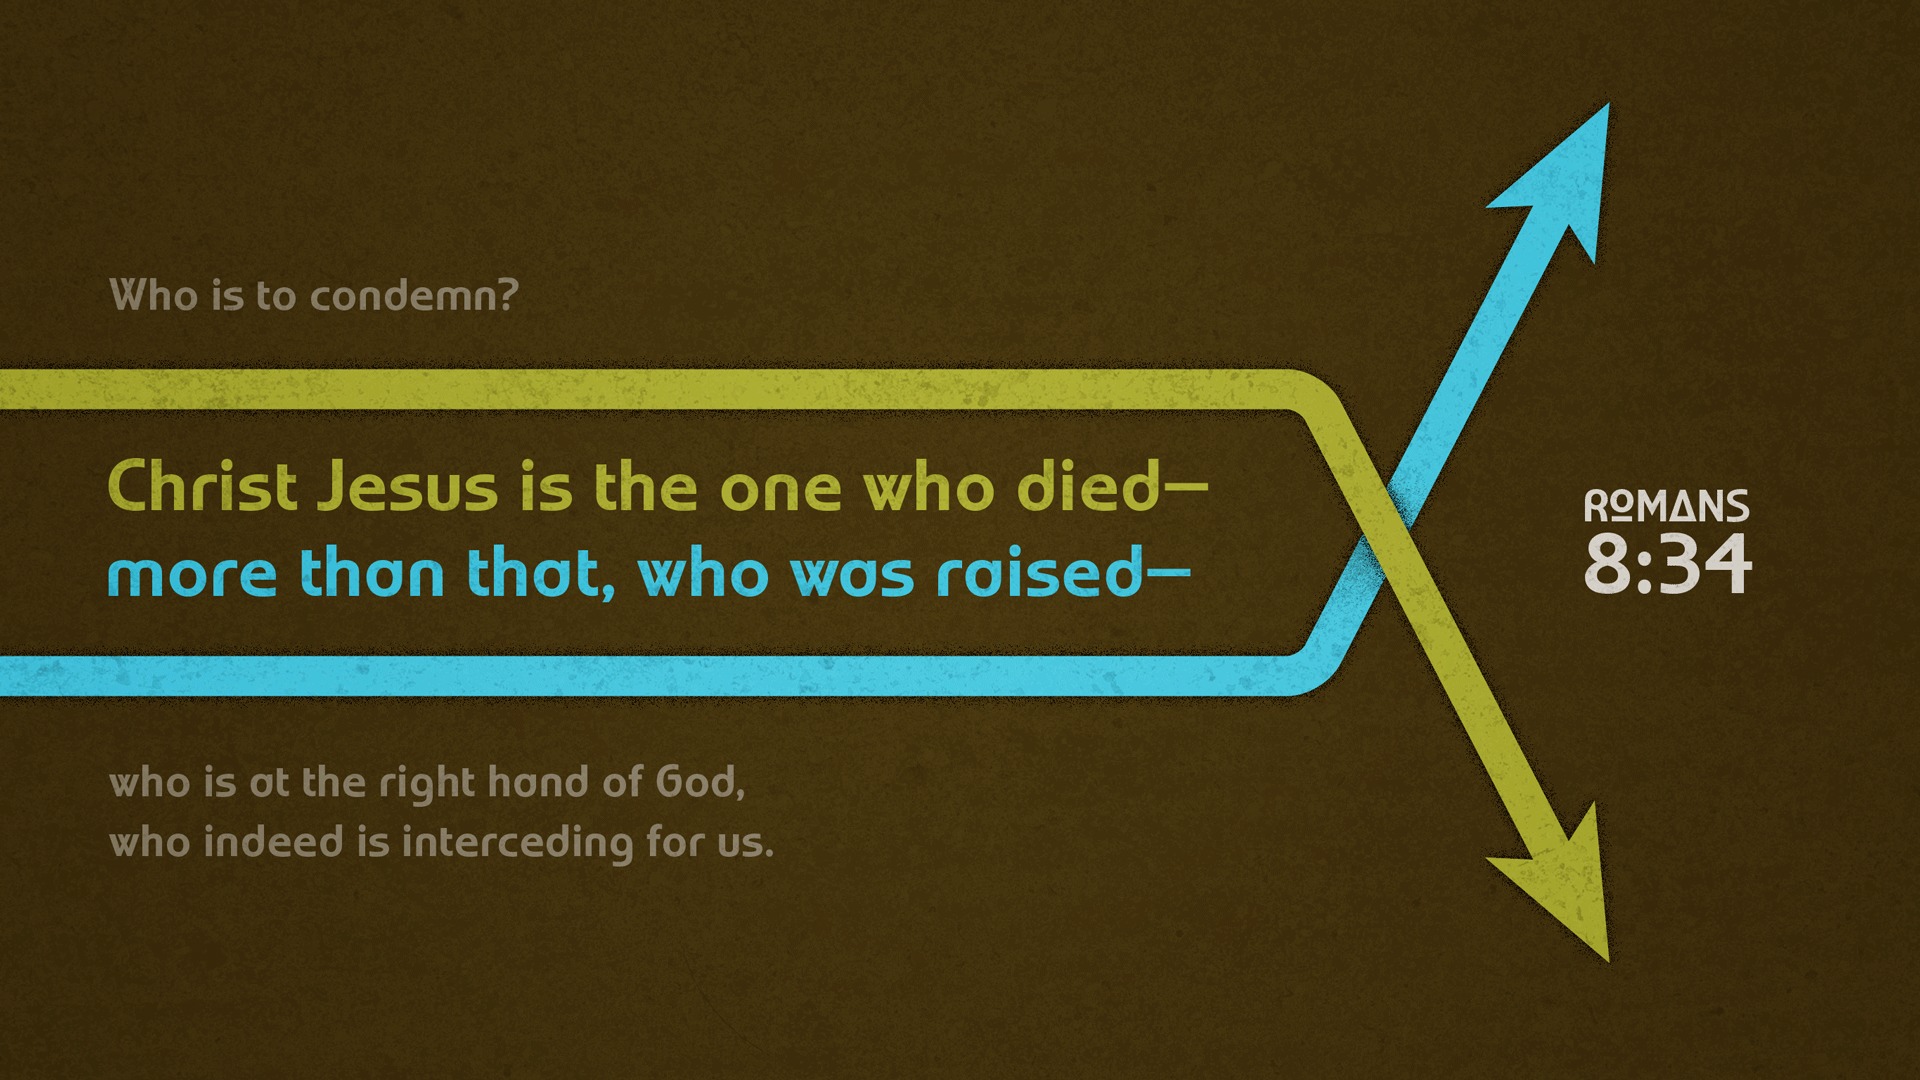 Who is to condemn?
Christ Jesus is the one who died—
more than that, who was raised—
who is at the right hand of God,
who indeed is interceding for us.
ROMANS
8:34